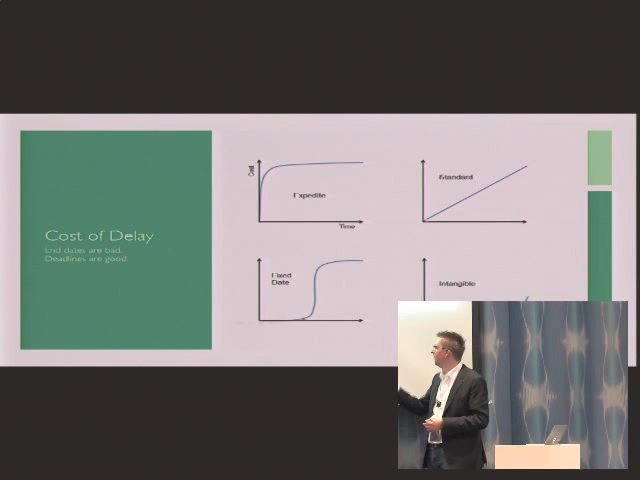 Cost of Delay
End dates are bad.
Deadlines are good
Cost
Expedite
Time
Standard
Fixed
Date
Intangible